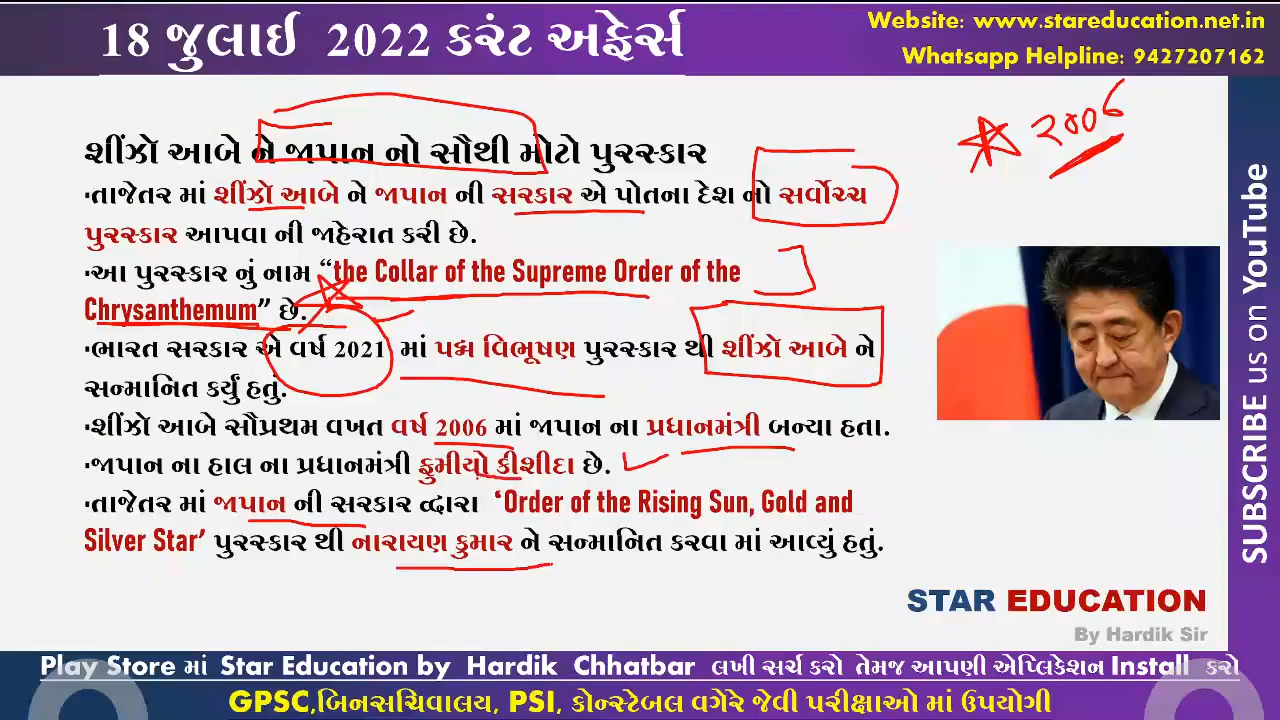 18 જુલાઈ 2022 કરંટ અફેર્સ
Website: www.stareducation.net.in
Whatsapp Helpline: 9427207162
2006
શીંઝો આબે ને જાપાન નો સૌથી મોટો પુરસ્કાર
·તાજેતર માં શીંઝો આબે ને જાપાન ની સરકાર એ પોતના દેશ નો સર્વોચ્ચ
પુરસ્કાર આપવા ની જાહેરાત કરી છે.
·આ પુરસ્કાર નું નામ “the Collar of the Supreme Order of the
Chrysanthemum” છે.
·ભારત સરકાર એ વર્ષ 2021 માં પદ્મ વિભૂષણ પુરસ્કાર થી શીંઝો આબે ને
સન્માનિત કર્યું હતું.
·શીંઝો આબે સૌપ્રથમ વખત વર્ષ 2006 માં જાપાન ના પ્રધાનમંત્રી બન્યા હતા.
·જાપાન ના હાલ ના પ્રધાનમંત્રી ફુમીયો કીશીદા છે.
·તાજેતર માં જાપાન ની સરકાર દ્વારા ‘Order of the Rising Sun, Gold and
Silver Star’ પુરસ્કાર થી નારાયણ કુમાર ને સન્માનિત કરવા માં આવ્યું હતું.
STAR EDUCATION
By Hardik Sir
SUBSCRIBE us on YouTube
Play Store માં Star Education by Hardik Chhatbar લખી સર્ચ કરો તેમજ આપણી એપ્લિકેશન Install કરો
GPSC,બિનસચિવાલય, PSI, કોન્સ્ટેબલ વગેરે જેવી પરીક્ષાઓ માં ઉપયોગી